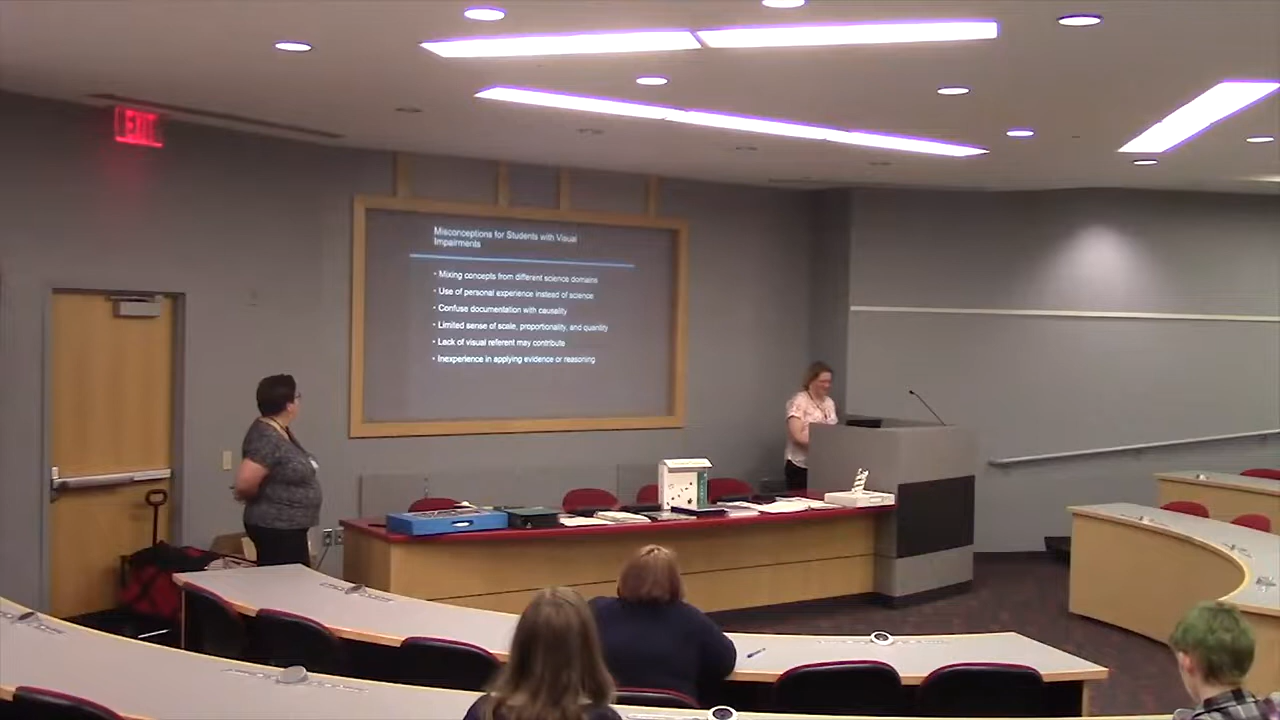 EXIT
Misconceptions for Students with Visual
Impairments
• Mixing concepts from different science domains
• Use of personal experience instead of science
• Confuse documentation with causality
• Limited sense of scale, proportionality, and quantity
• Lack of visual referent may contribute
• Inexperience in applying evidence or reasoning